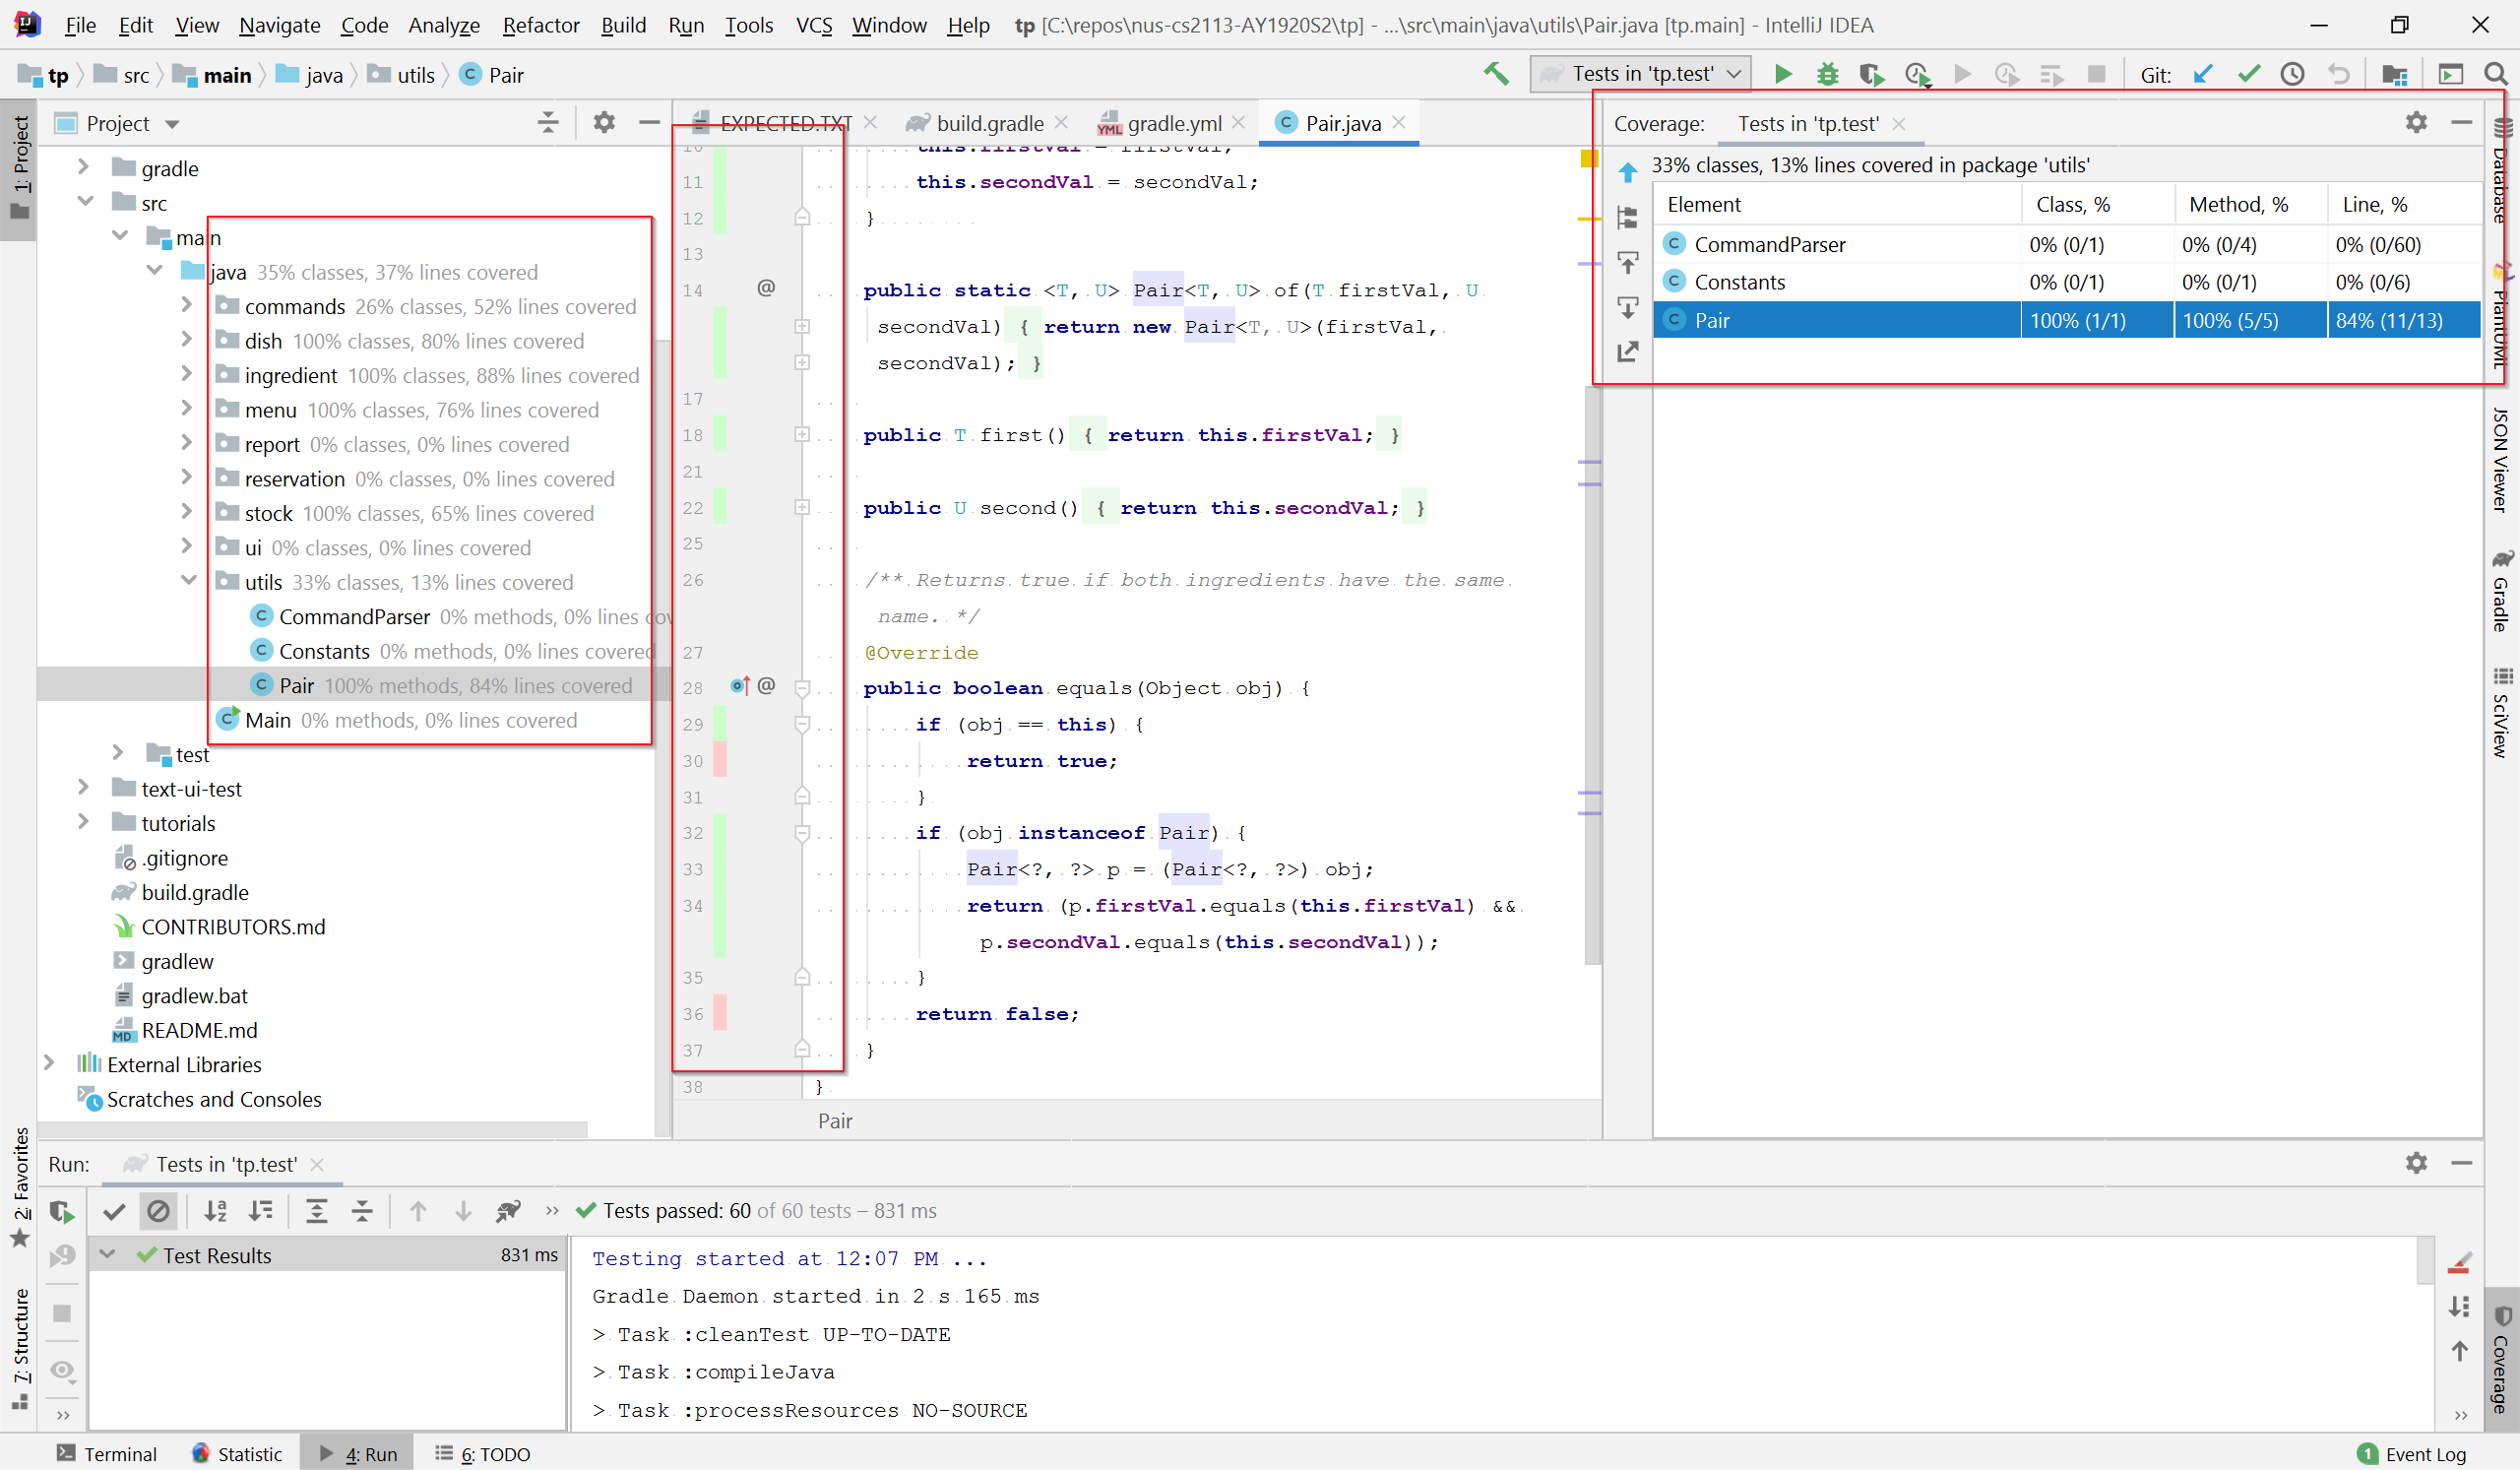 File Edit View Navigate Code Analyze Refactor Build Run Tools VCS Window Help tp [C:\repos\nus-cs2113-AY1920S2\tp] - ...\src\main\java\utils\Pair.java [tp.main] - IntelliJ IDEA
tp src main java utils Pair
Tests in 'tp.test'
Git:
1: Project
Project
gradle
src
main
java 35% classes, 37% lines covered
commands 26% classes, 52% lines covered
dish 100% classes, 80% lines covered
ingredient 100% classes, 88% lines covered
menu 100% classes, 76% lines covered
report 0% classes, 0% lines covered
reservation 0% classes, 0% lines covered
stock 100% classes, 65% lines covered
ui 0% classes, 0% lines covered
utils 33% classes, 13% lines covered
CommandParser 0% methods, 0% lines cov
Constants 0% methods, 0% lines covered
Pair 100% methods, 84% lines covered
Main 0% methods, 0% lines covered
test
text-ui-test
tutorials
.gitignore
build.gradle
CONTRIBUTORS.md
gradlew
gradlew.bat
README.md
External Libraries
Scratches and Consoles
EXPECTED.TXT build.gradle gradle.yml Pair.java
10 this.firstVal = firstVal;
11 this.secondVal = secondVal;
12 }
13
14 @ public static <T, U> Pair<T, U> of(T firstVal, U
secondVal) { return new Pair<T, U>(firstVal,
secondVal); }
17
18 public T first() { return this.firstVal; }
21
22 public U second() { return this.secondVal; }
25
26 /** Returns true if both ingredients have the same
name. */
27 @Override
28 @ public boolean equals(Object obj) {
29 if (obj == this) {
30 return true;
31 }
32 if (obj instanceof Pair) {
33 Pair<?, ?> p = (Pair<?, ?>) obj;
34 return (p.firstVal.equals(this.firstVal) &&
p.secondVal.equals(this.secondVal));
35 }
36 return false;
37 }
38 }
Pair
Coverage: Tests in 'tp.test'
33% classes, 13% lines covered in package 'utils'
Element Class, % Method, % Line, %
CommandParser 0% (0/1) 0% (0/4) 0% (0/60)
Constants 0% (0/1) 0% (0/1) 0% (0/6)
Pair 100% (1/1) 100% (5/5) 84% (11/13)
Database
PlantUML
JSON Viewer
Gradle
SciView
Coverage
2: Favorites
7: Structure
Run: Tests in 'tp.test'
Tests passed: 60 of 60 tests – 831 ms
Test Results 831 ms
Testing started at 12:07 PM ...
Gradle Daemon started in 2 s 165 ms
> Task :cleanTest UP-TO-DATE
> Task :compileJava
> Task :processResources NO-SOURCE
Terminal Statistic 4: Run 6: TODO 1 Event Log